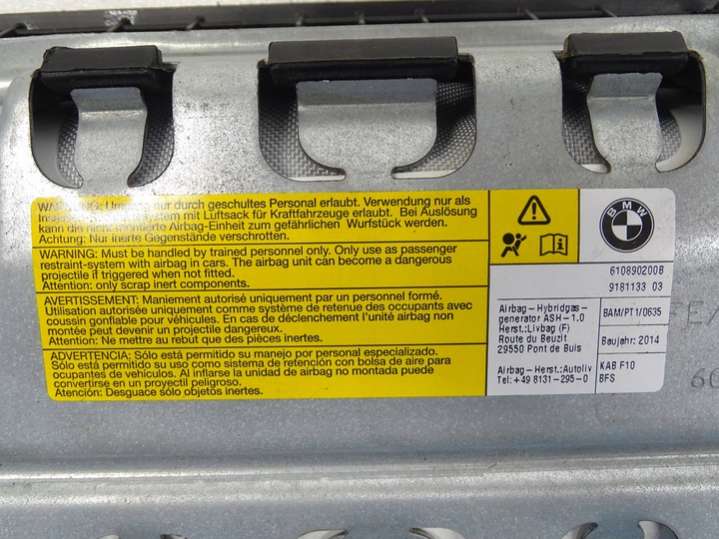 WARNUNG: Umgang nur durch geschultes Personal erlaubt. Verwendung nur als
mit Luftsack für Kraftfahrzeuge erlaubt. Bei Auslösung
kann die nicht montierte Airbag-Einheit zum gefährlichen Wurfstück werden.
Achtung: Nur inerte Gegenstände verschrotten.
WARNING: Must be handled by trained personnel only. Only use as passenger
restraint-system with airbag in cars. The airbag unit can become a dangerous
projectile if triggered when not fitted.
Attention: only scrap inert components.
AVERTISSEMENT: Maniement autorisé uniquement par un personnel formé.
Utilisation autorisée uniquement comme système de retenue des occupants avec
coussin gonflable pour véhicules. En cas de déclenchement l'unité airbag non
montée peut devenir un projectile dangereux.
Attention: Ne mettre au rebut que des pièces inertes.
ADVERTENCIA: Sólo está permitido su manejo por personal especializado.
Sólo está permitido su uso como sistema de retención con bolsa de aire para
ocupantes de vehículos. Al inflarse la unidad de airbag no montada puede
convertirse en un proyectil peligroso.
Atención: Desguace sólo objetos inertes.
BMW
610890200B
9181133 03
Airbag-Hybridgas-
generator ASH-1.0
Herst.:Livbag (F)
Route du Beuzit
29550 Pont de Buis
Airbag-Herst.:Autoliv
Tel:+49 8131-295-0
BAM/PT1/0635
Baujahr: 2014
KAB F10
BFS